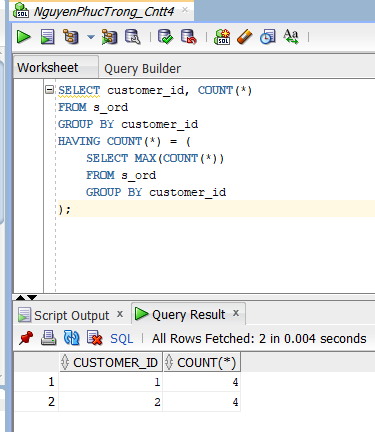 NguyenPhucTrong_Cntt4
Worksheet Query Builder
SELECT customer_id, COUNT(*)
FROM s_ord
GROUP BY customer_id
HAVING COUNT(*) = (
SELECT MAX(COUNT(*))
FROM s_ord
GROUP BY customer_id
);
Script Output x Query Result x
SQL | All Rows Fetched: 2 in 0.004 seconds
CUSTOMER_ID COUNT(*)
1 1 4
2 2 4